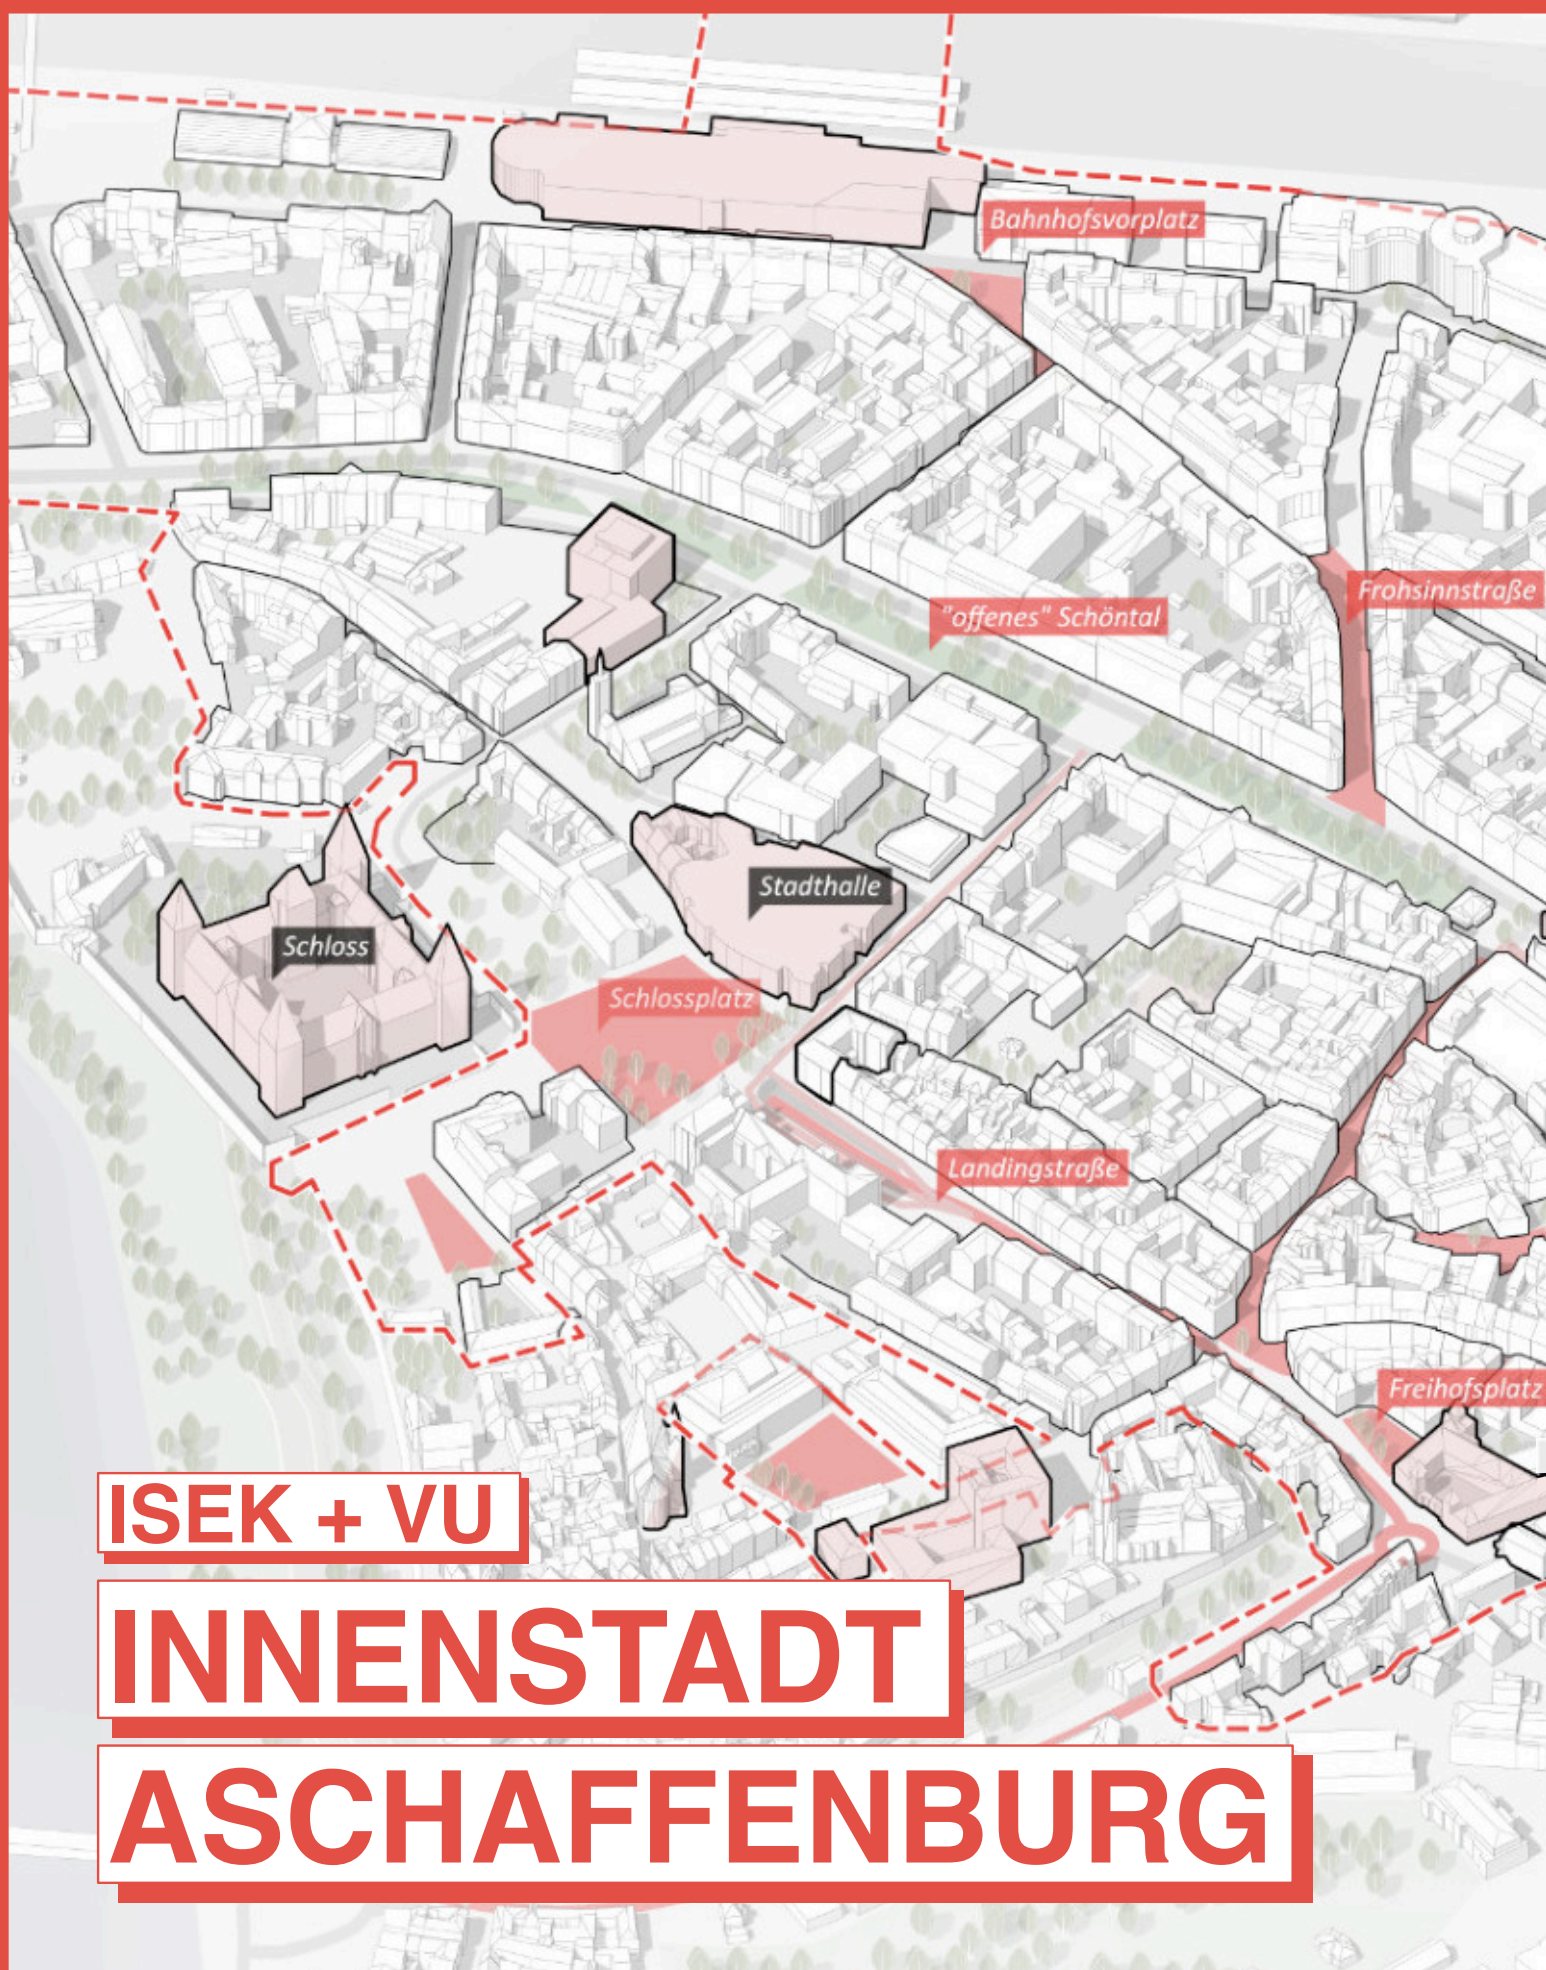 Bahnhofsvorplatz
Frohsinnstraße
"offenes" Schöntal
Stadthalle
Schloss
Schlossplatz
Landingstraße
Freihofsplatz
ISEK + VU
INNENSTADT
ASCHAFFENBURG